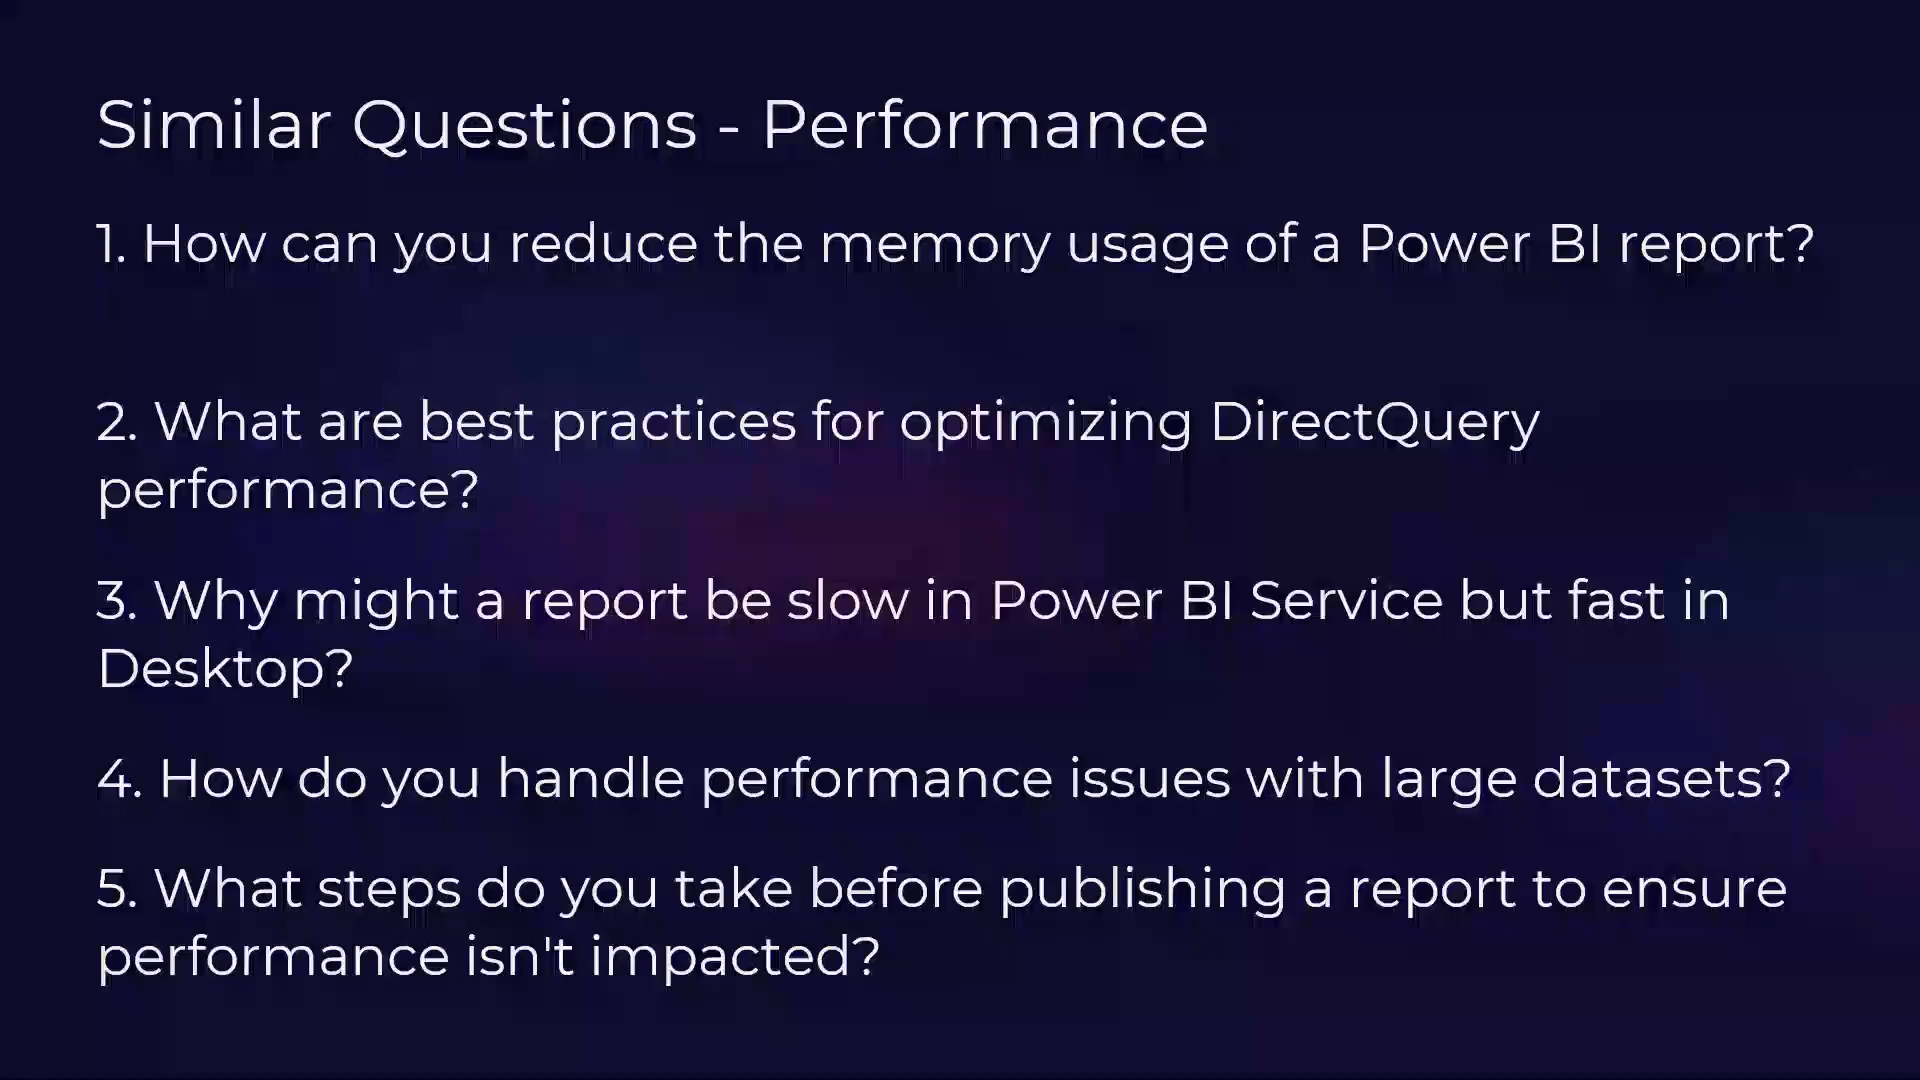 Similar Questions - Performance
1. How can you reduce the memory usage of a Power BI report?
2. What are best practices for optimizing DirectQuery
performance?
3. Why might a report be slow in Power BI Service but fast in
Desktop?
4. How do you handle performance issues with large datasets?
5. What steps do you take before publishing a report to ensure
performance isn't impacted?